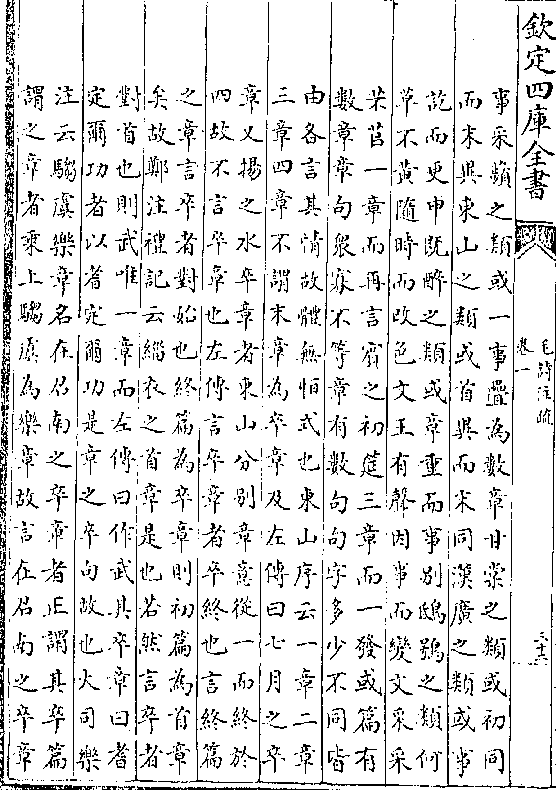 欽定四庫全書
毛詩注疏
卷一
三十六
事采蘋之類或一事疊為數章甘棠之類或初同
而末異東山之類或首異而末同漢廣之類或事
訖而更申既醉之類或章重而事別鴟鴞之類何
草不黃隨時而改色文王有聲因事而變文采采
芣苢一章而再言賓之初筵三章而一發或篇有
數章章句衆寡不等章有數句句字多少不同皆
由各言其情故體無恒式也東山序云一章二章
三章四章不謂末章為卒章及左傳曰七月之卒
章又揚之水卒章者東山分別章意從一而終於
四故不言卒章也左傳言卒章者卒終也言終篇
之章言卒者對始也終篇為卒章則初篇為首章
矣故鄭注禮記云緇衣之首章是也若然言卒者
對首也則武唯一章而左傳曰作武其卒章曰耆
定爾功者以耆定爾功是章之卒句故也大司樂
注云騶虞樂章名在召南之卒章者正謂其卒篇
謂之章者乘上騶虞為樂章故言在召南之卒章